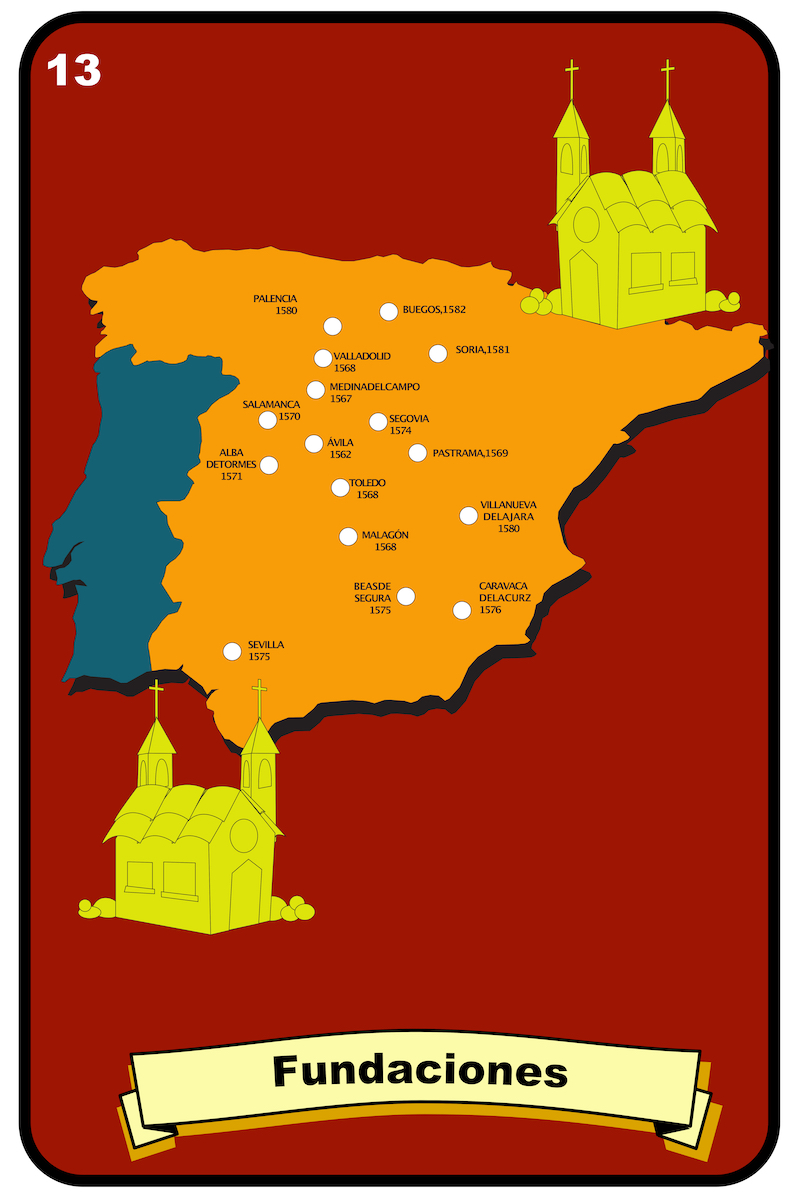 13
PALENCIA
1580
BUEGOS,1582
VALLADOLID
1568
SORIA,1581
MEDINADELCAMPO
1567
SALAMANCA
1570
SEGOVIA
1574
ÁVILA
1562
PASTRAMA,1569
ALBA
DETORMES
1571
TOLEDO
1568
VILLANUEVA
DELAJARA
1580
MALAGÓN
1568
BEASDE
SEGURA
1575
CARAVACA
DELACURZ
1576
SEVILLA
1575
Fundaciones